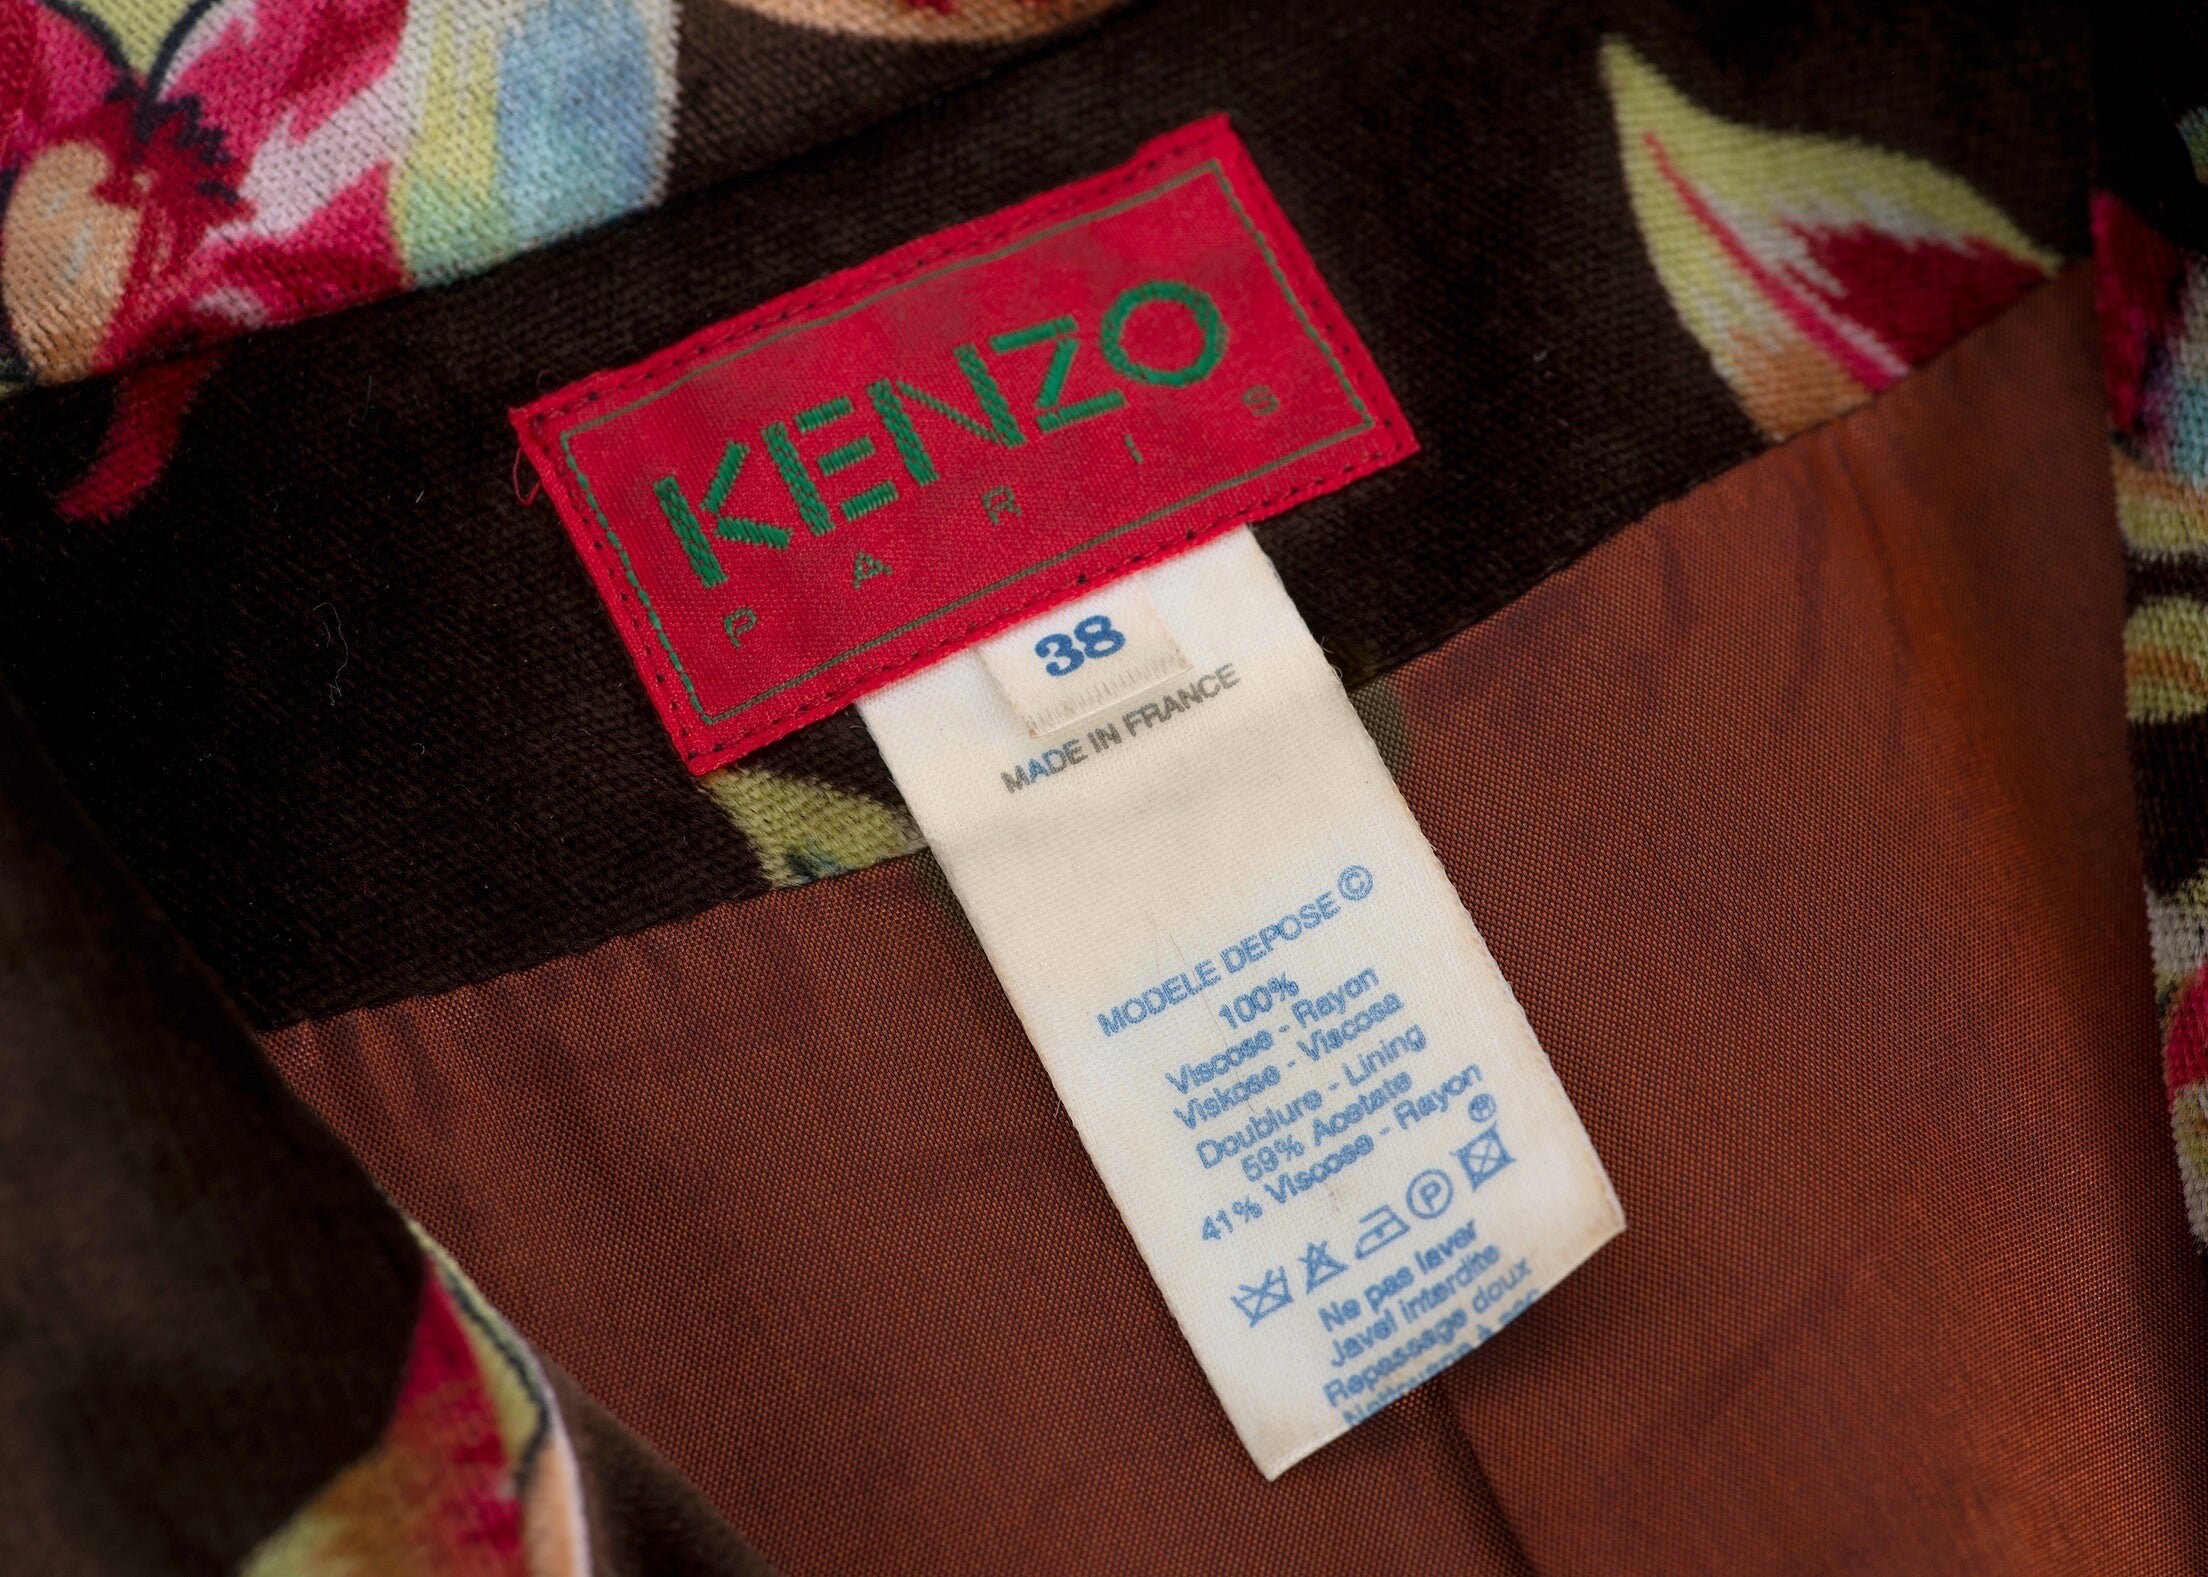 KENZO
PARIS
38
MADE IN FRANCE
MODELE DEPOSE ©
100%
Viscose - Rayon
Viskose - Viscosa
Doublure - Lining
59% Acetate
41% Viscose - Rayon
P
Ne pas laver
Javel interdite
Repassage doux